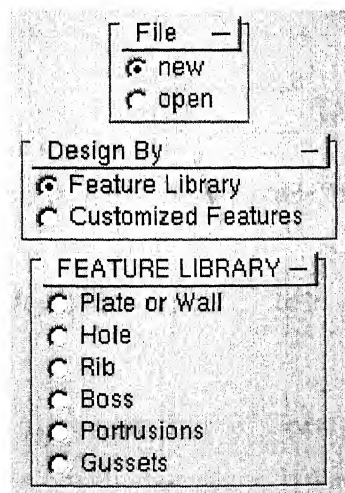 File
new
open
Design By
Feature Library
Customized Features
FEATURE LIBRARY
Plate or Wall
Hole
Rib
Boss
Portrusions
Gussets